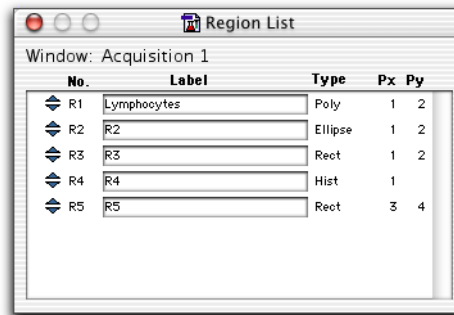 Region List
Window: Acquisition 1
No. Label Type Px Py
R1 Lymphocytes Poly 1 2
R2 R2 Ellipse 1 2
R3 R3 Rect 1 2
R4 R4 Hist 1
R5 R5 Rect 3 4